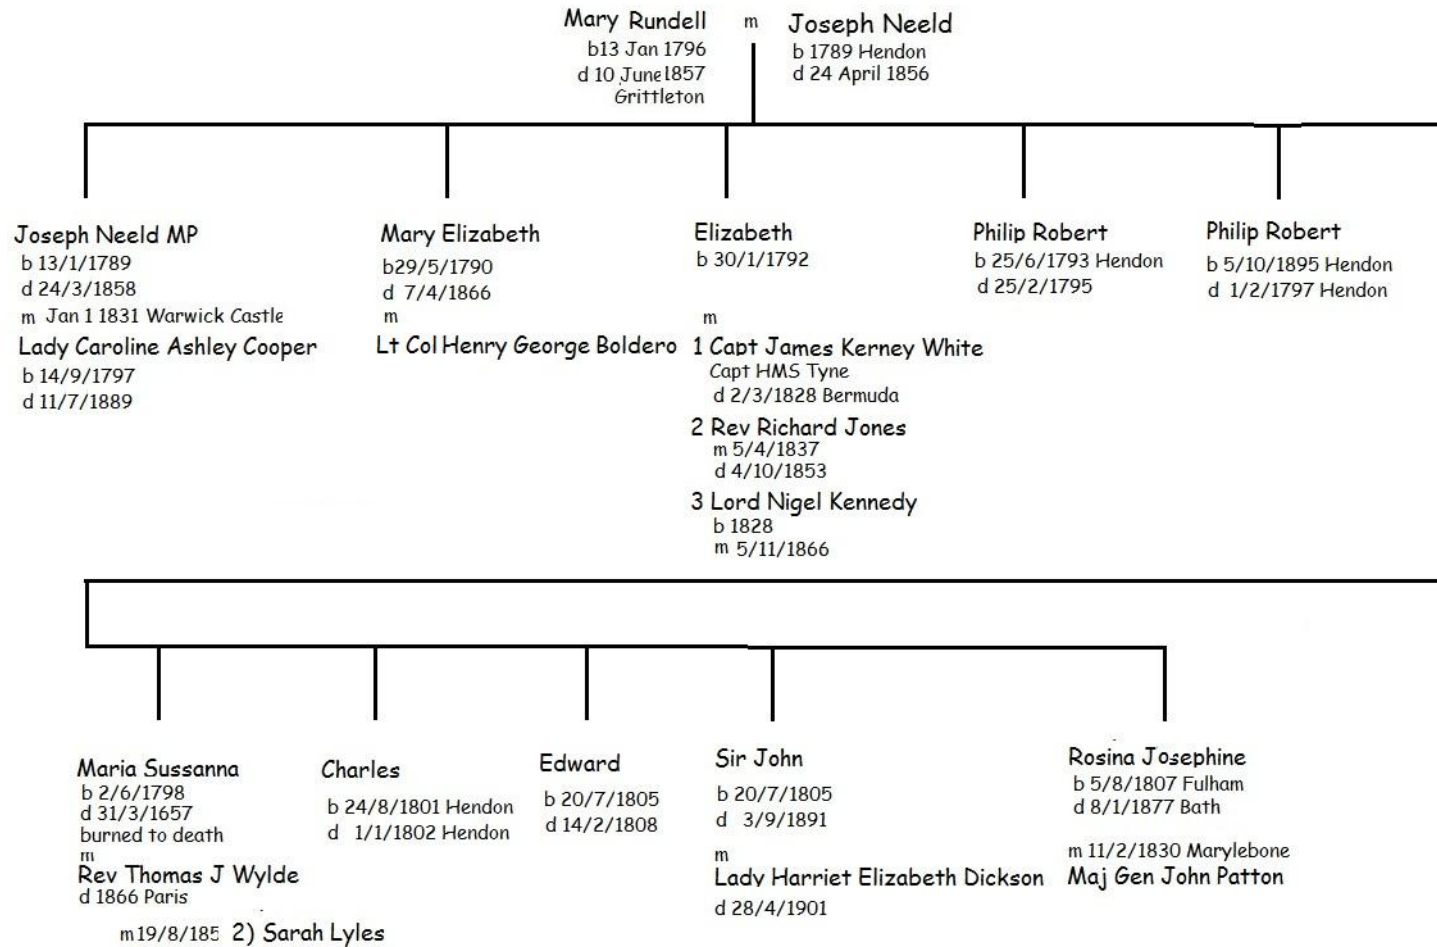 Mary Rundell m Joseph Neeld
b13 Jan 1796
d 10 June1857
Grittleton
b 1789 Hendon
d 24 April 1856
Joseph Neeld MP
b 13/1/1789
d 24/3/1858
m Jan 1 1831 Warwick Castle
Lady Caroline Ashley Cooper
b 14/9/1797
d 11/7/1889
Mary Elizabeth
b29/5/1790
d 7/4/1866
m
Lt Col Henry George Boldero
Elizabeth
b 30/1/1792
m
1 Capt James Kerney White
Capt HMS Tyne
d 2/3/1828 Bermuda
2 Rev Richard Jones
m 5/4/1837
d 4/10/1853
3 Lord Nigel Kennedy
b 1828
m 5/11/1866
Philip Robert
b 25/6/1793 Hendon
d 25/2/1795
Philip Robert
b 5/10/1895 Hendon
d 1/2/1797 Hendon
Maria Sussanna
b 2/6/1798
d 31/3/1657
burned to death
m
Rev Thomas J Wylde
d 1866 Paris
m19/8/185 2) Sarah Lyles
Charles
b 24/8/1801 Hendon
d 1/1/1802 Hendon
Edward
b 20/7/1805
d 14/2/1808
Sir John
b 20/7/1805
d 3/9/1891
m
Lady Harriet Elizabeth Dickson
d 28/4/1901
Rosina Josephine
b 5/8/1807 Fulham
d 8/1/1877 Bath
m 11/2/1830 Marylebone
Maj Gen John Patton